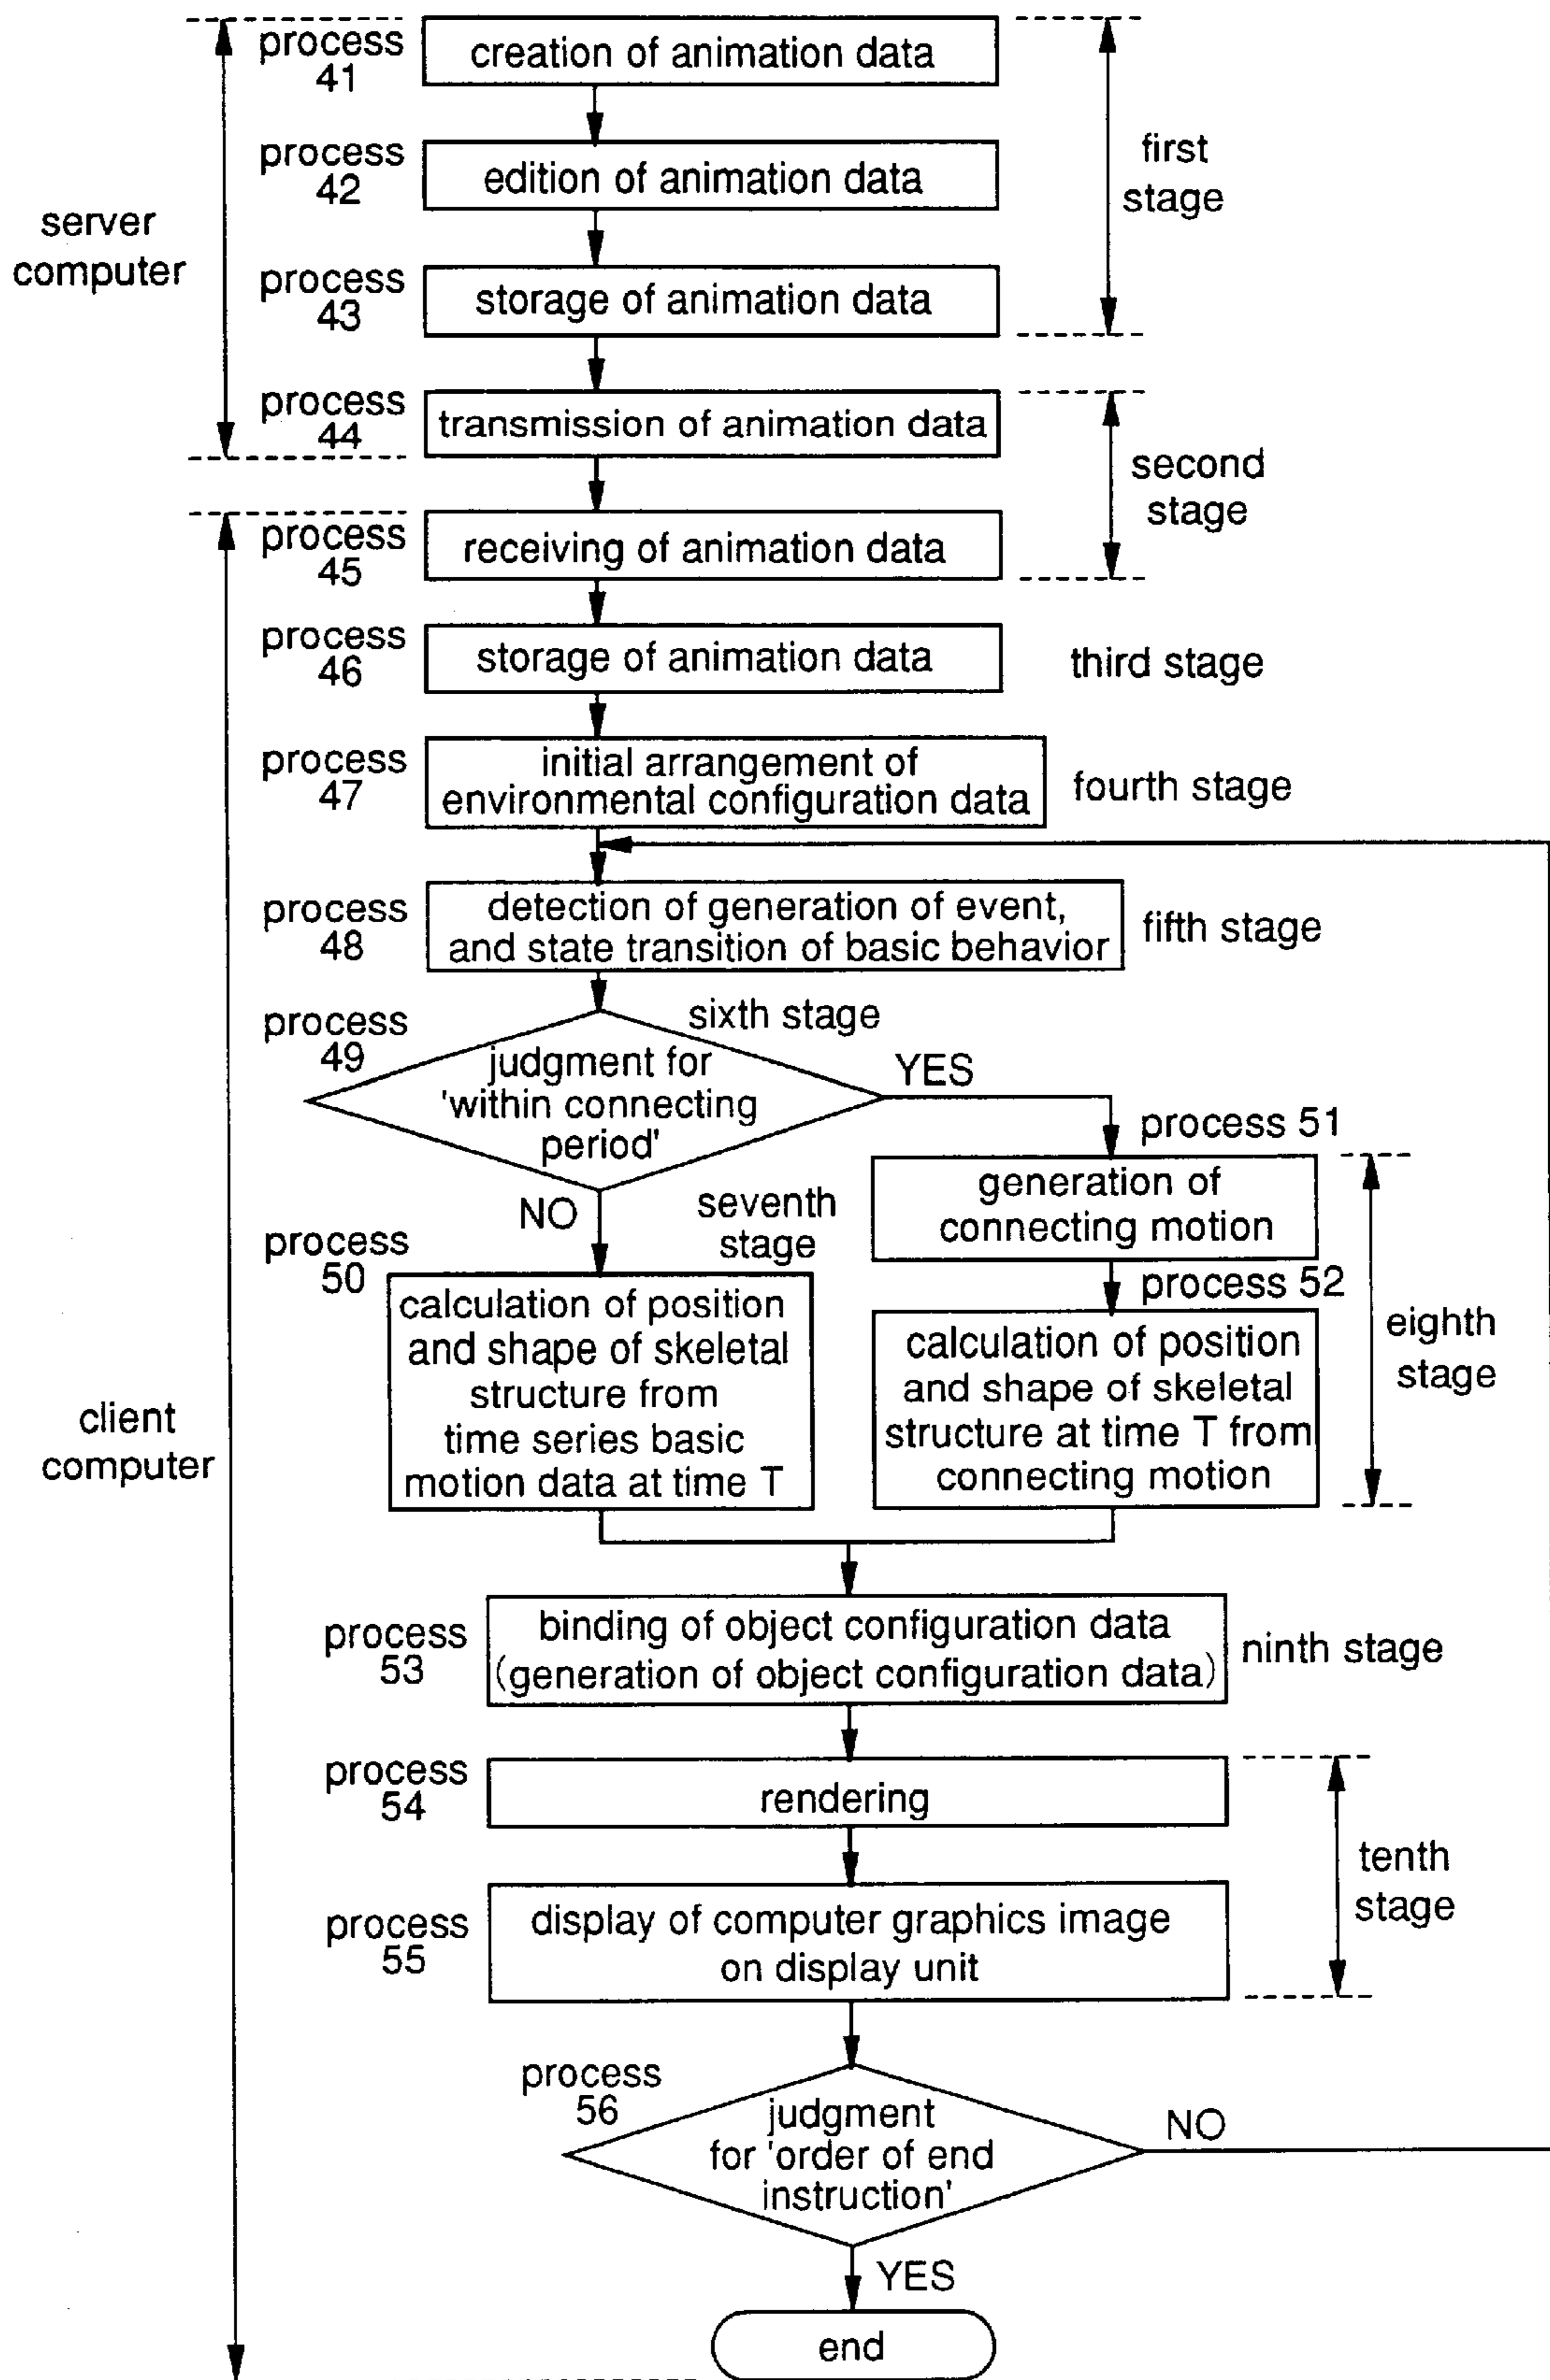 process
41
creation of animation data
process
42
edition of animation data
first
stage
server
computer
process
43
storage of animation data
process
44
transmission of animation data
second
stage
process
45
receiving of animation data
process
46
storage of animation data
third stage
process
47
initial arrangement of
environmental configuration data
fourth stage
process
48
detection of generation of event,
and state transition of basic behavior
fifth stage
process
49
sixth stage
judgment for
'within connecting
period'
YES
NO
process 51
generation of
connecting motion
seventh
stage
process
50
calculation of position
and shape of skeletal
structure from
time series basic
motion data at time T
process 52
calculation of position
and shape of skeletal
structure at time T from
connecting motion
eighth
stage
client
computer
process
53
binding of object configuration data
(generation of object configuration data)
ninth stage
process
54
rendering
tenth
stage
process
55
display of computer graphics image
on display unit
process
56
judgment
for 'order of end
instruction'
NO
YES
end